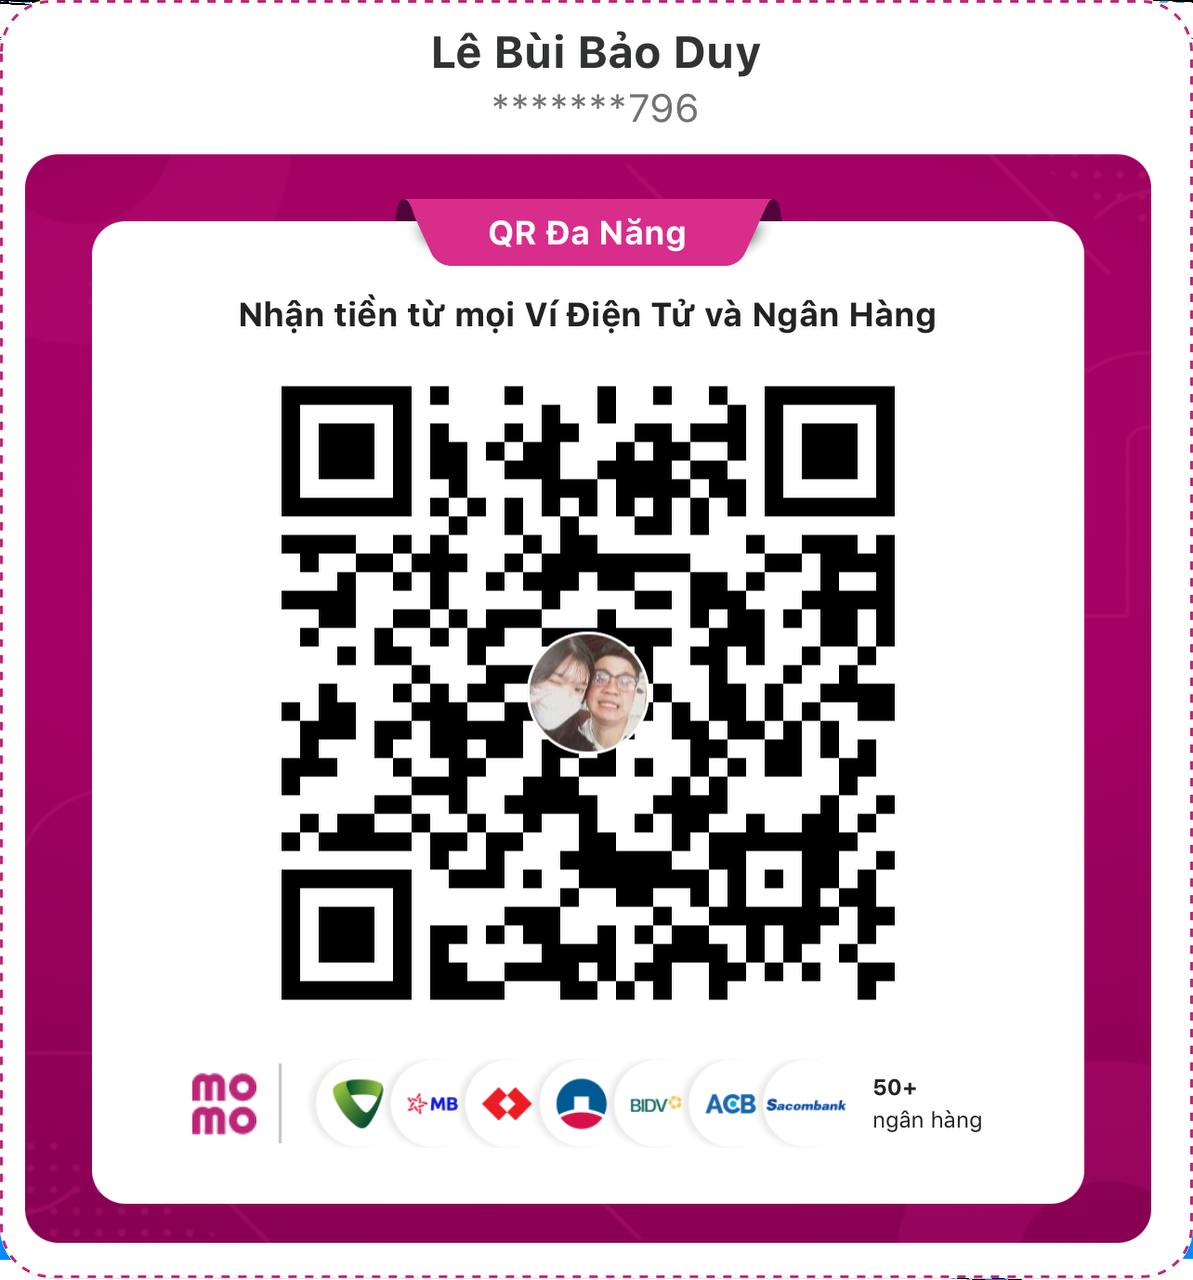 Lê Bùi Bảo Duy
*******796
QR Đa Năng
Nhận tiền từ mọi Ví Điện Tử và Ngân Hàng
mo
mo
MB
BIDV
ACB
Sacombank
50+
ngân hàng